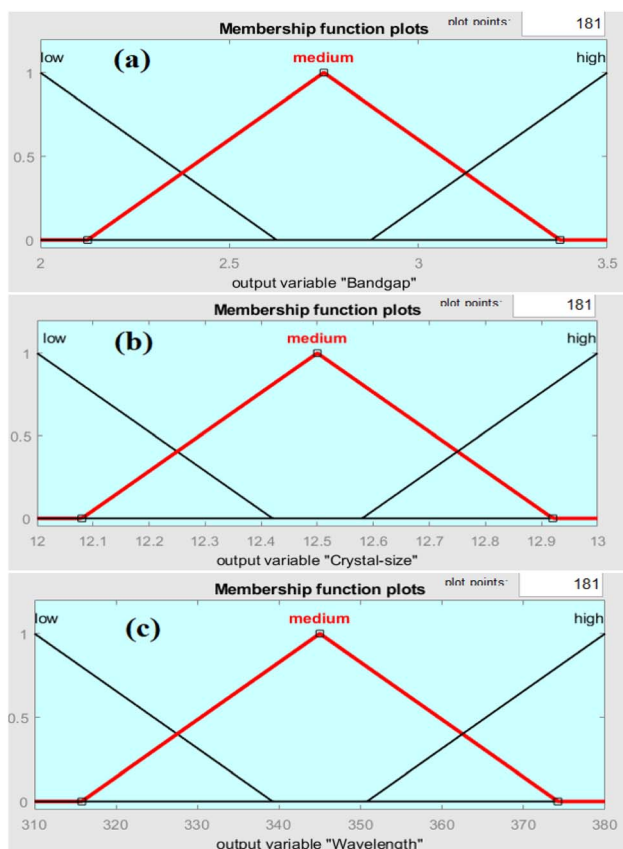 Membership function plots plot points: 181
low (a) medium high
1
0.5
0
2 2.5 3 3.5
output variable "Bandgap"
Membership function plots plot points: 181
low (b) medium high
1
0.5
0
12 12.1 12.2 12.3 12.4 12.5 12.6 12.7 12.8 12.9 13
output variable "Crystal-size"
Membership function plots plot points: 181
low (c) medium high
1
0.5
0
310 320 330 340 350 360 370 380
output variable "Wavelength"